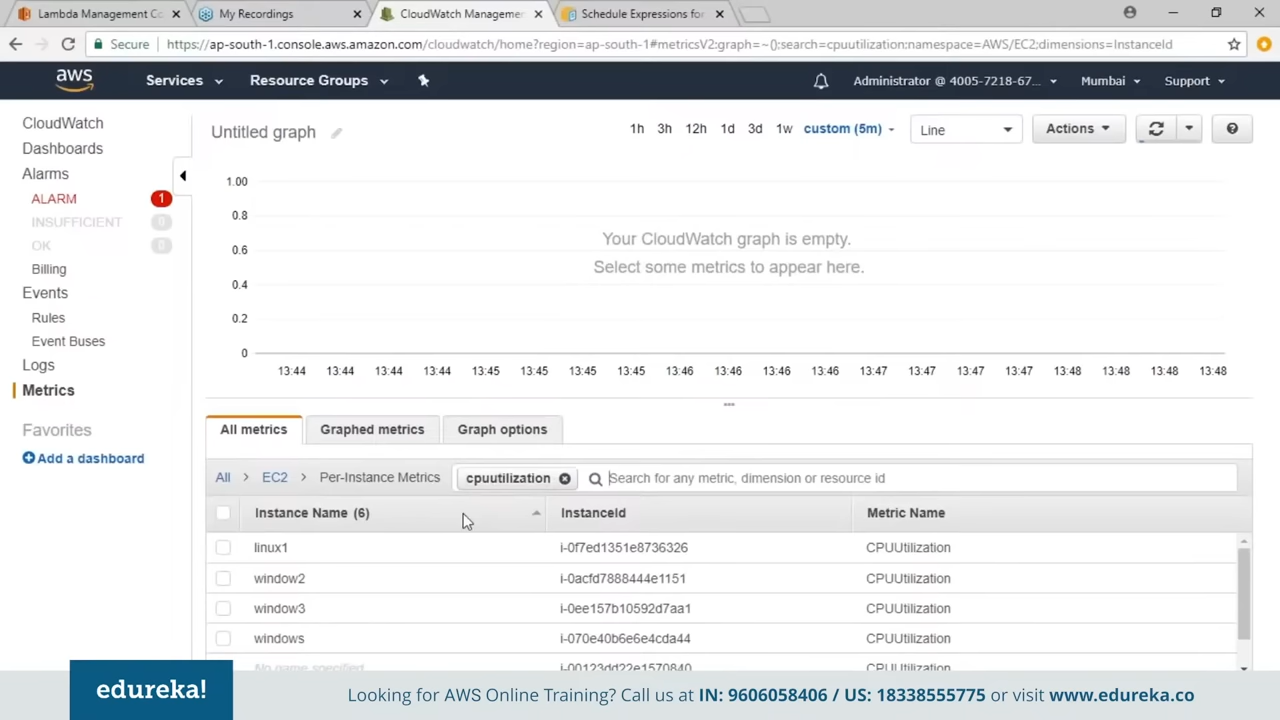 Lambda Management Co
My Recordings
CloudWatch Managemen
Schedule Expressions for
Secure
https://ap-south-1.console.aws.amazon.com/cloudwatch/home?region=ap-south-1#metricsV2:graph=~();search=cpuutilization;namespace=AWS/EC2;dimensions=InstanceId
aws
Services
Resource Groups
Administrator @ 4005-7218-67...
Mumbai
Support
CloudWatch
Dashboards
Alarms
ALARM 1
INSUFFICIENT 0
OK 0
Billing
Events
Rules
Event Buses
Logs
Metrics
Favorites
Add a dashboard
Untitled graph
1h 3h 12h 1d 3d 1w custom (5m)
Line
Actions
1.00
0.8
0.6
0.4
0.2
0
Your CloudWatch graph is empty.
Select some metrics to appear here.
13:44 13:44 13:44 13:44 13:45 13:45 13:45 13:45 13:46 13:46 13:46 13:46 13:47 13:47 13:47 13:47 13:48 13:48 13:48 13:48
All metrics
Graphed metrics
Graph options
All > EC2 > Per-Instance Metrics
cpuutilization
Search for any metric, dimension or resource id
Instance Name (6) InstanceId Metric Name
linux1 i-0f7ed1351e8736326 CPUUtilization
window2 i-0acfd7888444e1151 CPUUtilization
window3 i-0ee157b10592d7aa1 CPUUtilization
windows i-070e40b6e6e4cda44 CPUUtilization
No name specified i-00123dd22e1570840 CPUUtilization
edureka!
Looking for AWS Online Training? Call us at IN: 9606058406 / US: 18338555775 or visit www.edureka.co